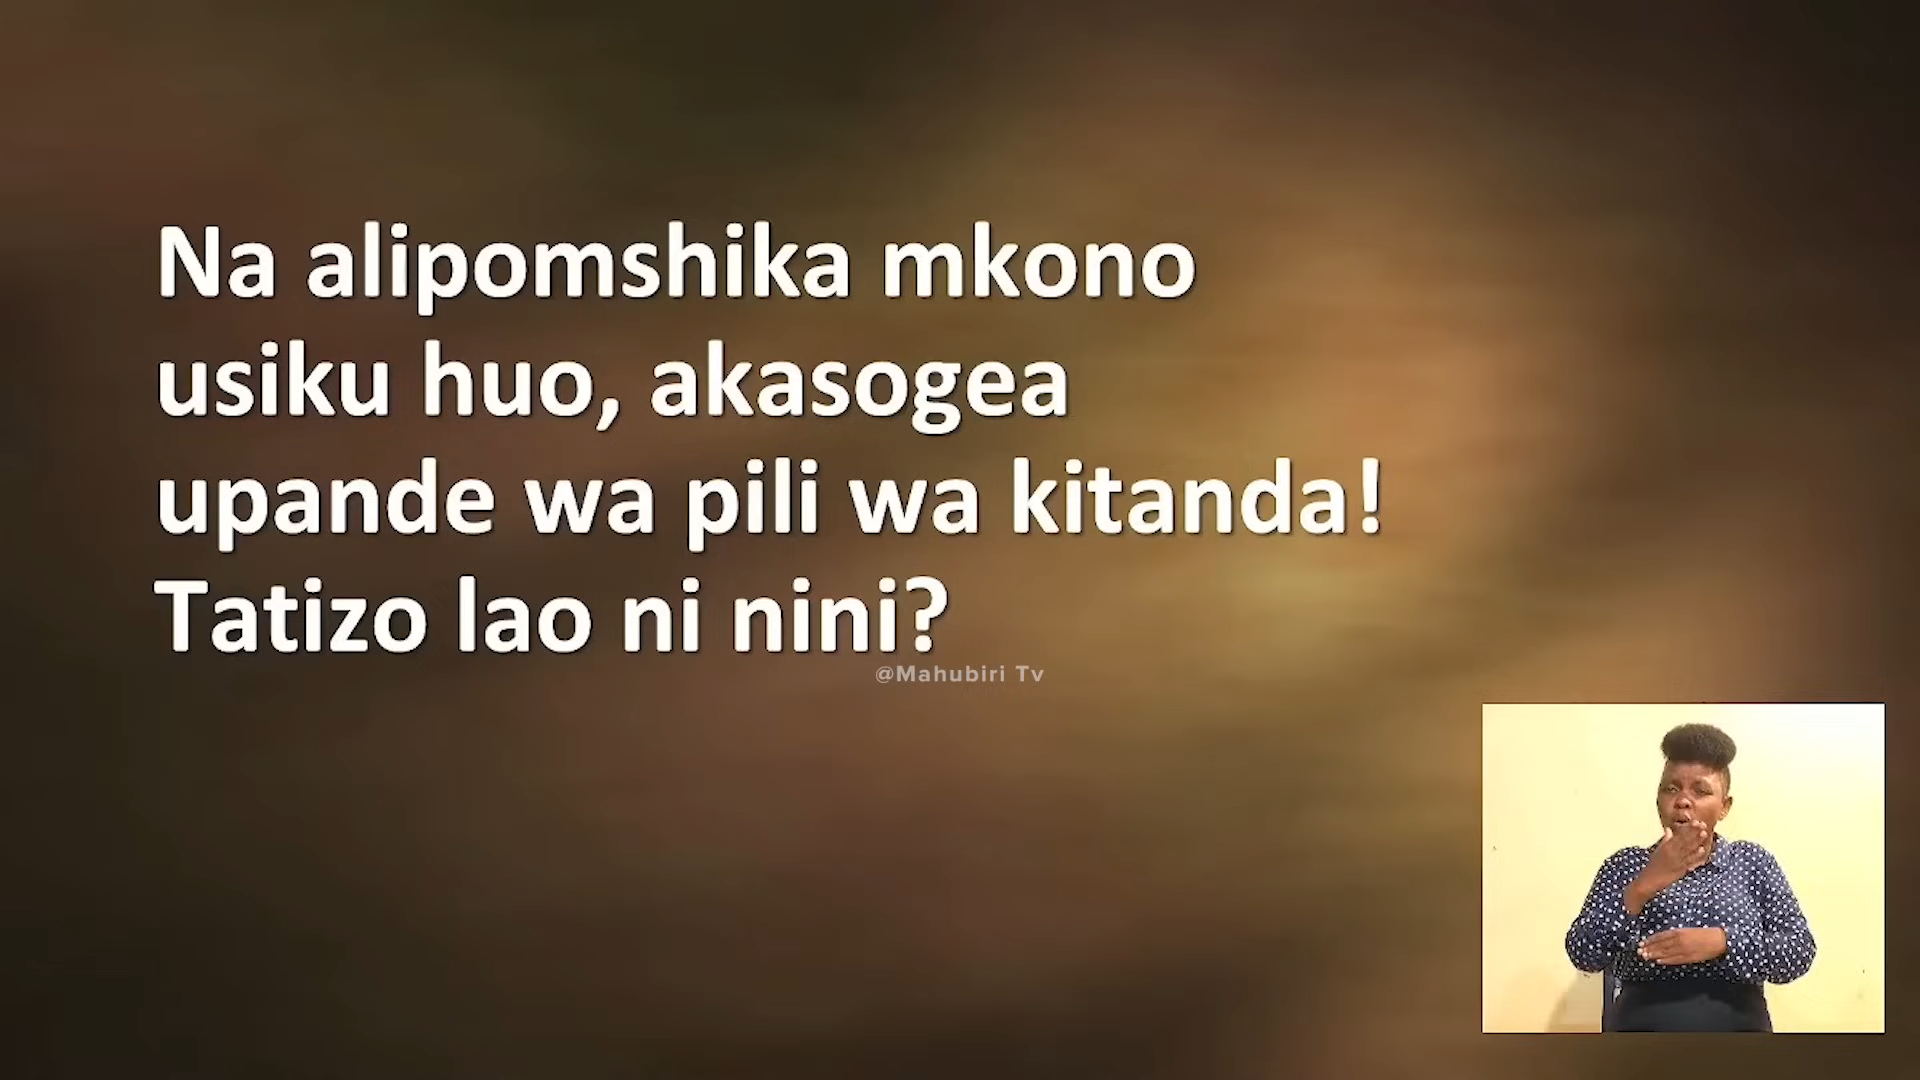 Na alipomshika mkono
usiku huo, akasogea
upande wa pili wa kitanda!
Tatizo lao ni nini?
@Mahubiri Tv